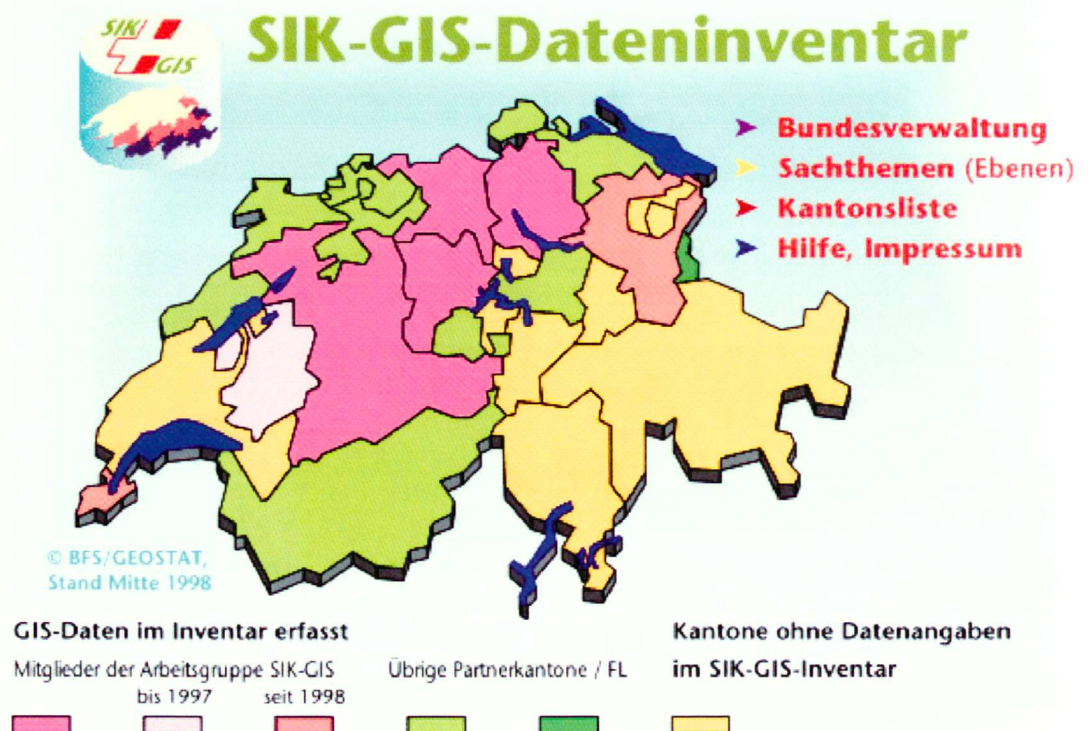 SIK/
GIS
SIK-GIS-Dateninventar
Bundesverwaltung
Sachthemen (Ebenen)
Kantonsliste
Hilfe, Impressum
© BFS/GEOSTAT,
Stand Mitte 1998
GIS-Daten im Inventar erfasst
Mitglieder der Arbeitsgruppe SIK-GIS
bis 1997 seit 1998
Übrige Partnerkantone / FL
Kantone ohne Datenangaben
im SIK-GIS-Inventar